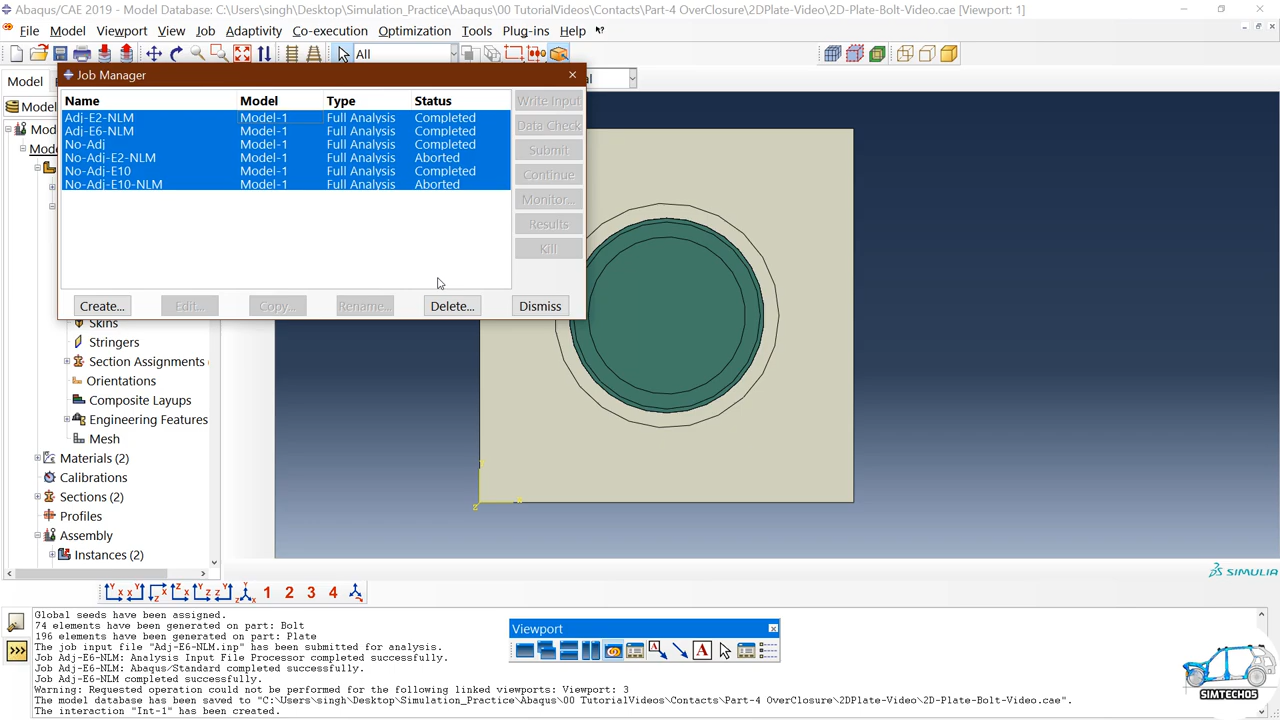 Abaqus/CAE 2019 - Model Database: C:\Users\singh\Desktop\Simulation_Practice\Abaqus\00 TutorialVideos\Contacts\Part-4 OverClosure\2DPlate-Video\2D-Plate-Bolt-Video.cae [Viewport: 1]
File Model Viewport View Job Adaptivity Co-execution Optimization Tools Plug-ins Help
All
Job Manager
Model
Name Model Type Status
Write Input
Adj-E2-NLM Model-1 Full Analysis Completed
Data Check
Adj-E6-NLM Model-1 Full Analysis Completed
No-Adj Model-1 Full Analysis Completed
Submit
No-Adj-E2-NLM Model-1 Full Analysis Aborted
No-Adj-E10 Model-1 Full Analysis Completed
Continue
No-Adj-E10-NLM Model-1 Full Analysis Aborted
Monitor...
Results
Kill
Create... Edit... Copy... Rename... Delete... Dismiss
Skins
Stringers
Section Assignments
Orientations
Composite Layups
Engineering Features
Mesh
Materials (2)
Calibrations
Sections (2)
Profiles
Assembly
Instances (2)
SIMULIA
1 2 3 4
Global seeds have been assigned.
74 elements have been generated on part: Bolt
196 elements have been generated on part: Plate
The job input file "Adj-E6-NLM.inp" has been submitted for analysis.
Job Adj-E6-NLM: Analysis Input File Processor completed successfully.
Job Adj-E6-NLM: Abaqus/Standard completed successfully.
Job Adj-E6-NLM completed successfully.
Warning: Requested operation could not be performed for the following linked viewports: Viewport: 3
The model database has been saved to "C:\Users\singh\Desktop\Simulation_Practice\Abaqus\00 TutorialVideos\Contacts\Part-4 OverClosure\2DPlate-Video\2D-Plate-Bolt-Video.cae".
The interaction "Int-1" has been created.
Viewport
SIMTECH05